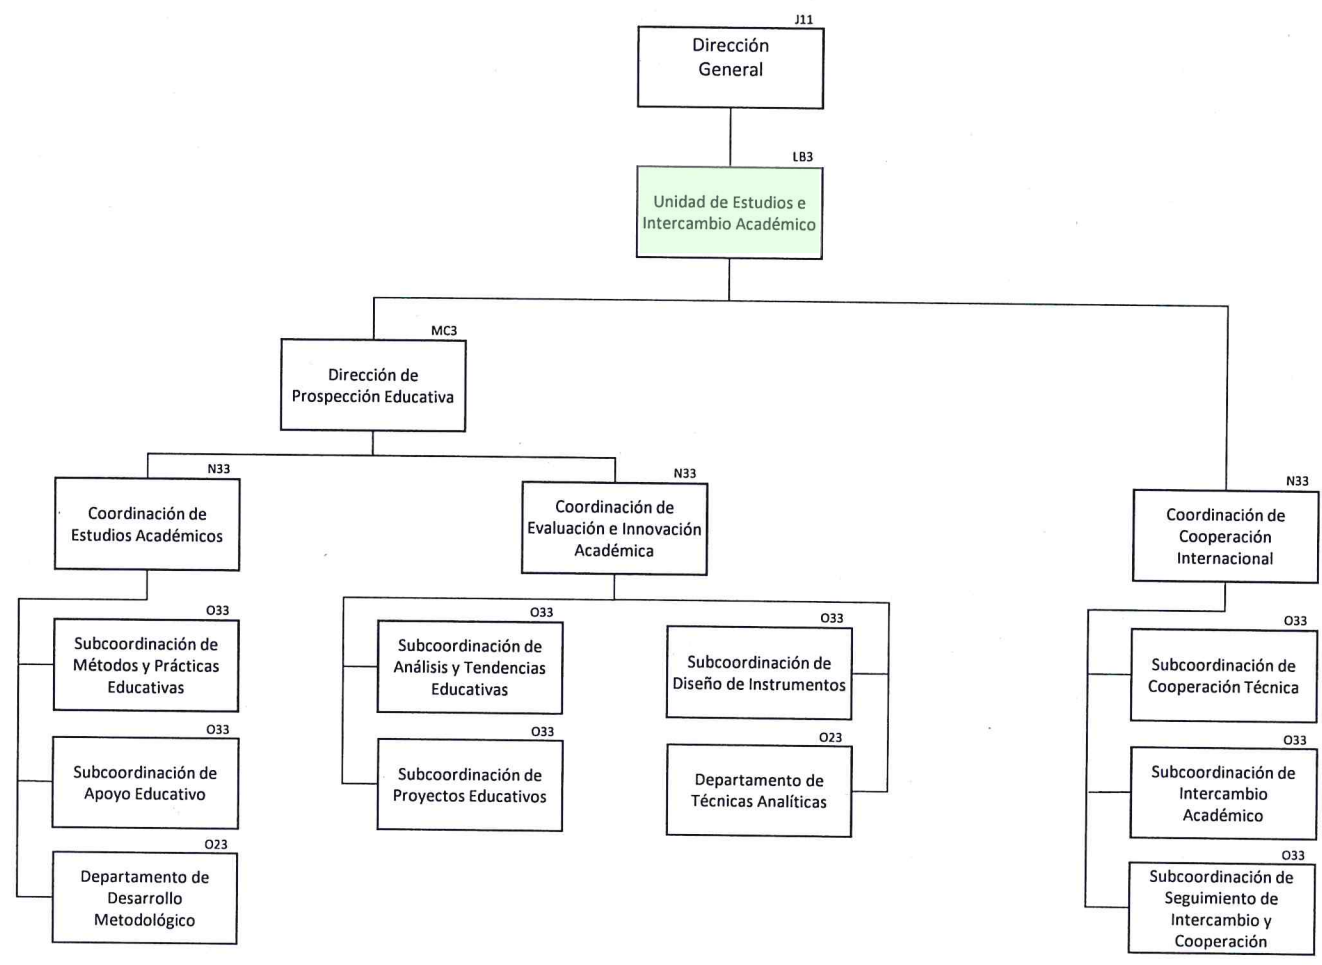 J11
Dirección
General
LB3
Unidad de Estudios e
Intercambio Académico
MC3
Dirección de
Prospección Educativa
N33
Coordinación de
Estudios Académicos
N33
Coordinación de
Evaluación e Innovación
Académica
N33
Coordinación de
Cooperación
Internacional
O33
Subcoordinación de
Métodos y Prácticas
Educativas
O33
Subcoordinación de
Apoyo Educativo
O23
Departamento de
Desarrollo
Metodológico
O33
Subcoordinación de
Análisis y Tendencias
Educativas
O33
Subcoordinación de
Proyectos Educativos
O33
Subcoordinación de
Diseño de Instrumentos
O23
Departamento de
Técnicas Analíticas
O33
Subcoordinación de
Cooperación Técnica
O33
Subcoordinación de
Intercambio
Académico
O33
Subcoordinación de
Seguimiento de
Intercambio y
Cooperación